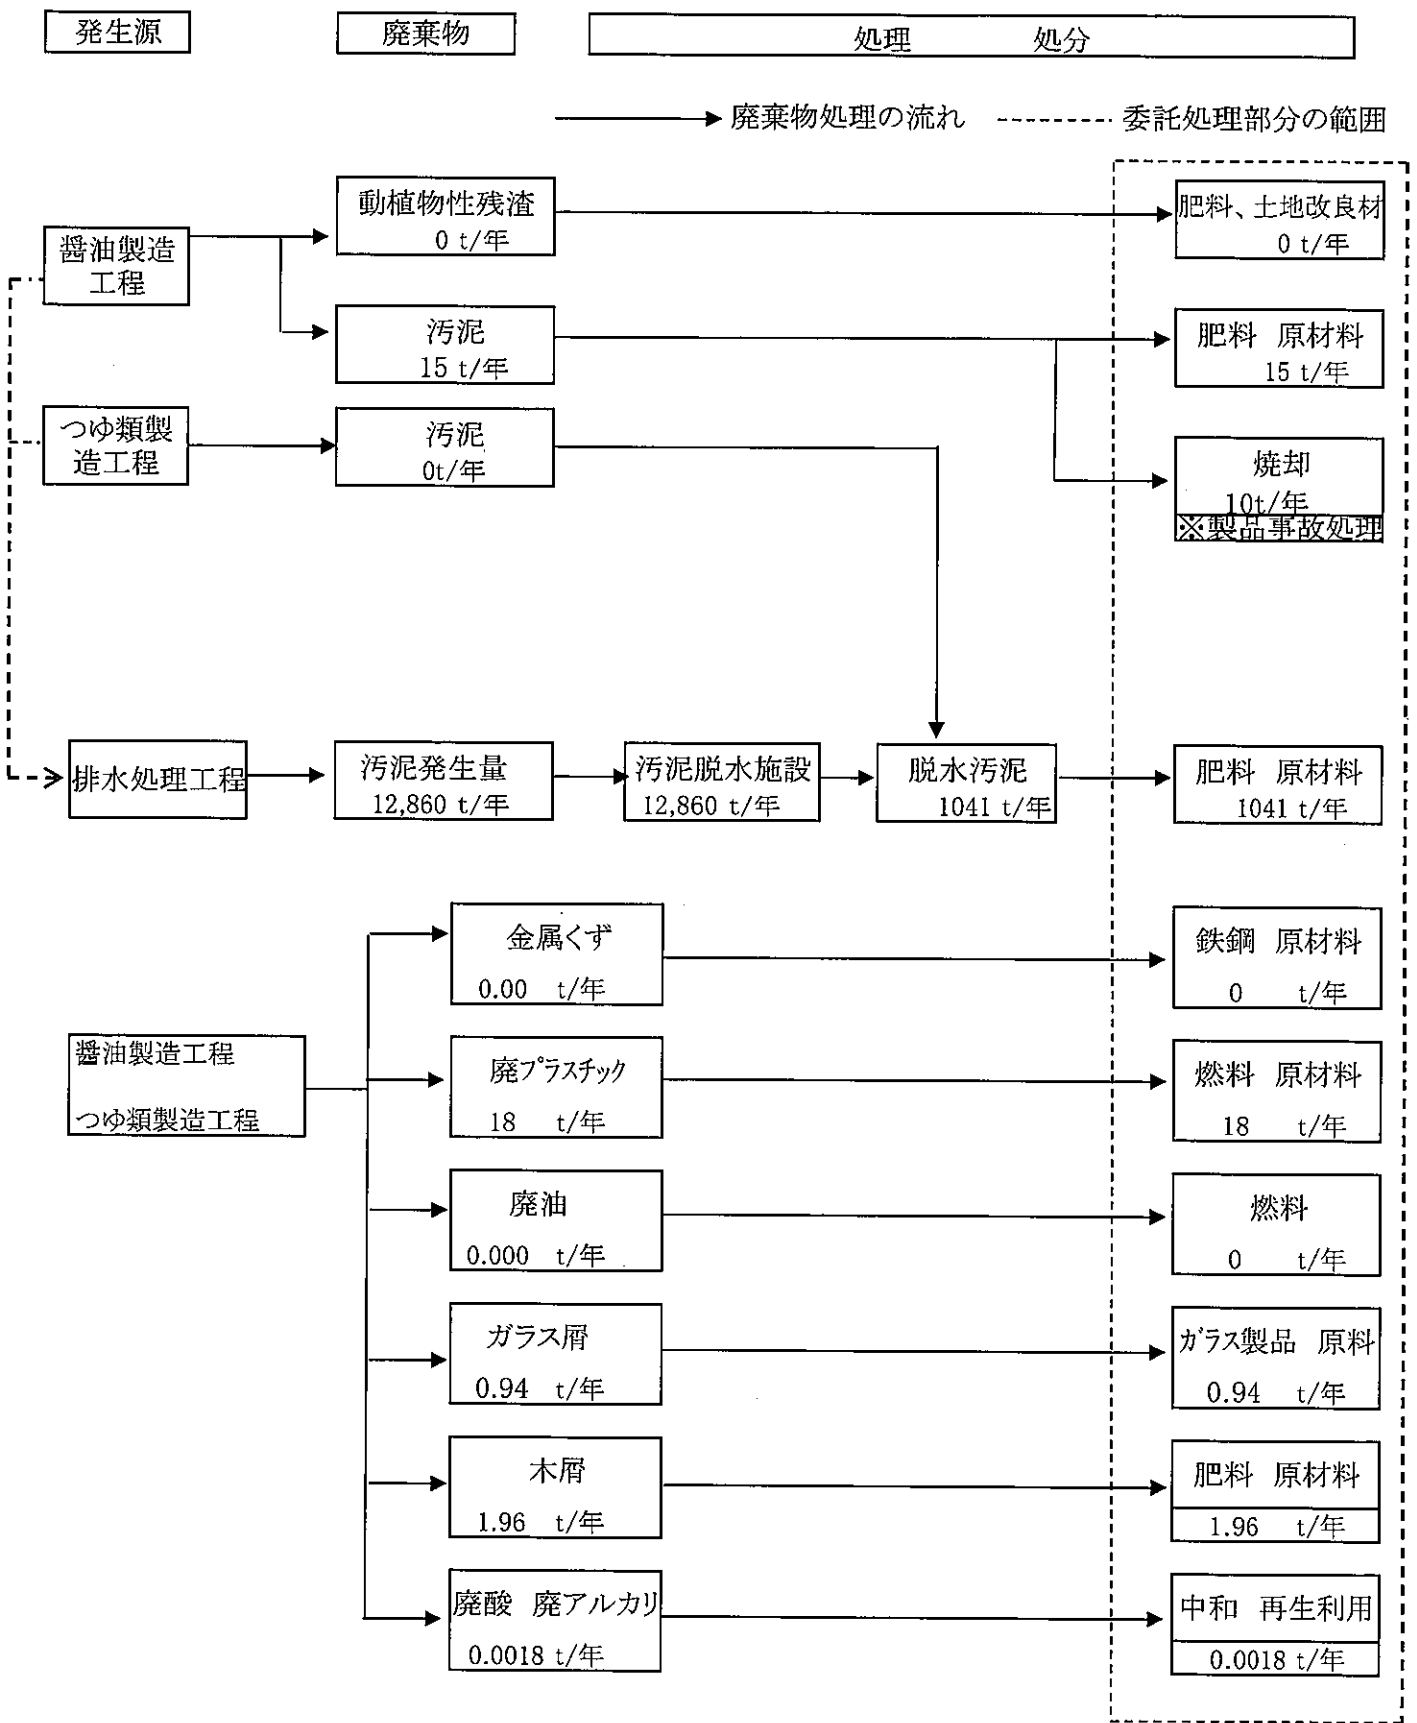 発生源
廃棄物
処理 処分
廃棄物処理の流れ
委託処理部分の範囲
醤油製造
工程
動植物性残渣
0 t/年
肥料、土地改良材
0 t/年
汚泥
15 t/年
肥料 原材料
15 t/年
つゆ類製
造工程
汚泥
0t/年
焼却
10t/年
※製品事故処理
排水処理工程
汚泥発生量
12,860 t/年
汚泥脱水施設
12,860 t/年
脱水汚泥
1041 t/年
肥料 原材料
1041 t/年
醤油製造工程
つゆ類製造工程
金属くず
0.00 t/年
鉄鋼 原材料
0 t/年
廃プラスチック
18 t/年
燃料 原材料
18 t/年
廃油
0.000 t/年
燃料
0 t/年
ガラス屑
0.94 t/年
ガラス製品 原料
0.94 t/年
木屑
1.96 t/年
肥料 原材料
1.96 t/年
廃酸 廃アルカリ
0.0018 t/年
中和 再生利用
0.0018 t/年